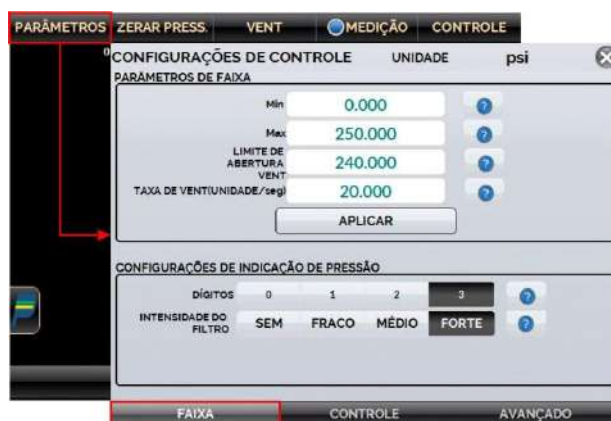 PARÂMETROS ZERAR PRESS. VENT MEDIÇÃO CONTROLE
0
CONFIGURAÇÕES DE CONTROLE UNIDADE psi
PARÂMETROS DE FAIXA
Min 0.000
Max 250.000
LIMITE DE
ABERTURA 240.000
VENT
TAXA DE VENT(UNIDADE/seg) 20.000
APLICAR
CONFIGURAÇÕES DE INDICAÇÃO DE PRESSÃO
DÍGITOS 0 1 2 3
INTENSIDADE DO
FILTRO SEM FRACO MÉDIO FORTE
FAIXA CONTROLE AVANÇADO